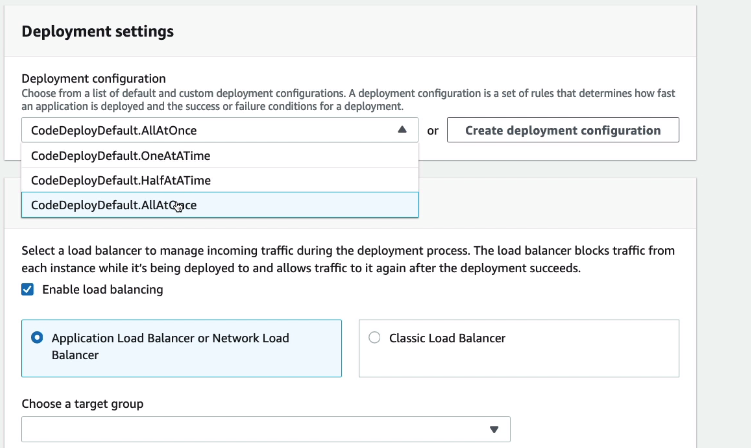 Deployment settings
Deployment configuration
Choose from a list of default and custom deployment configurations. A deployment configuration is a set of rules that determines how fast
an application is deployed and the success or failure conditions for a deployment.
CodeDeployDefault.AllAtOnce
or
Create deployment configuration
CodeDeployDefault.OneAtATime
CodeDeployDefault.HalfAtATime
CodeDeployDefault.AllAtOnce
Select a load balancer to manage incoming traffic during the deployment process. The load balancer blocks traffic from
each instance while it's being deployed to and allows traffic to it again after the deployment succeeds.
Enable load balancing
Application Load Balancer or Network Load
Balancer
Classic Load Balancer
Choose a target group